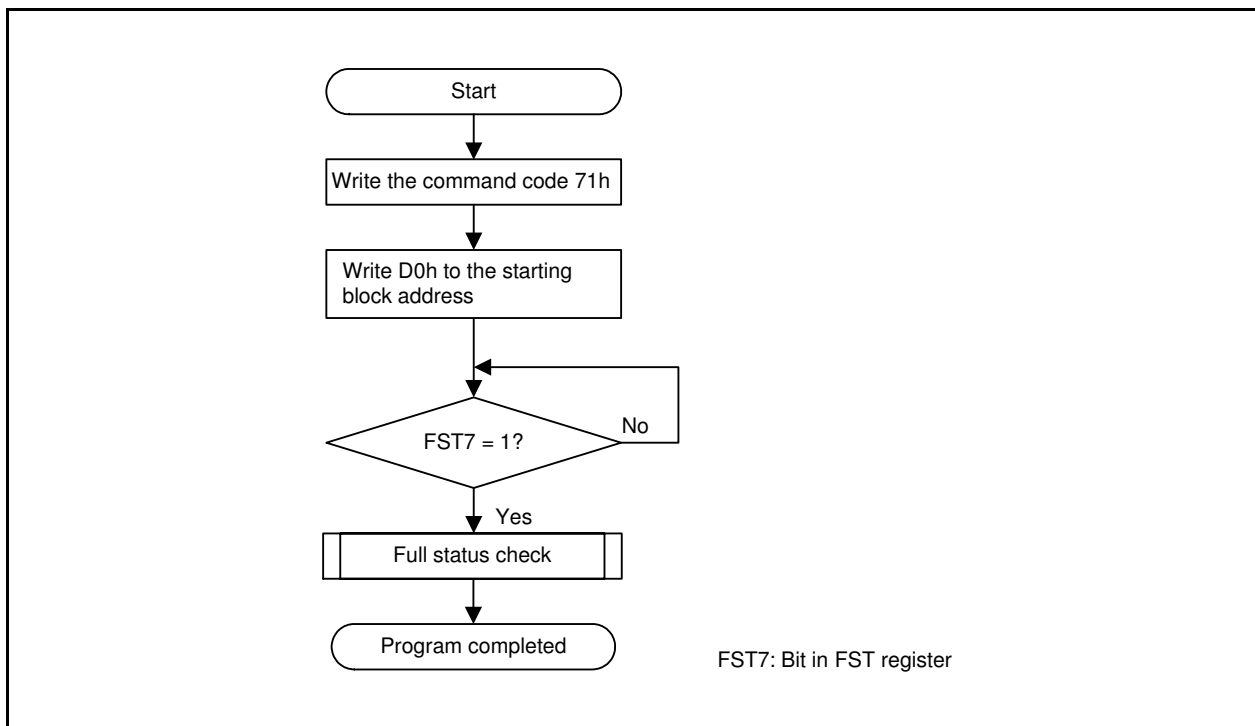 Start
Write the command code 71h
Write D0h to the starting
block address
No
FST7 = 1?
Yes
Full status check
Program completed
FST7: Bit in FST register